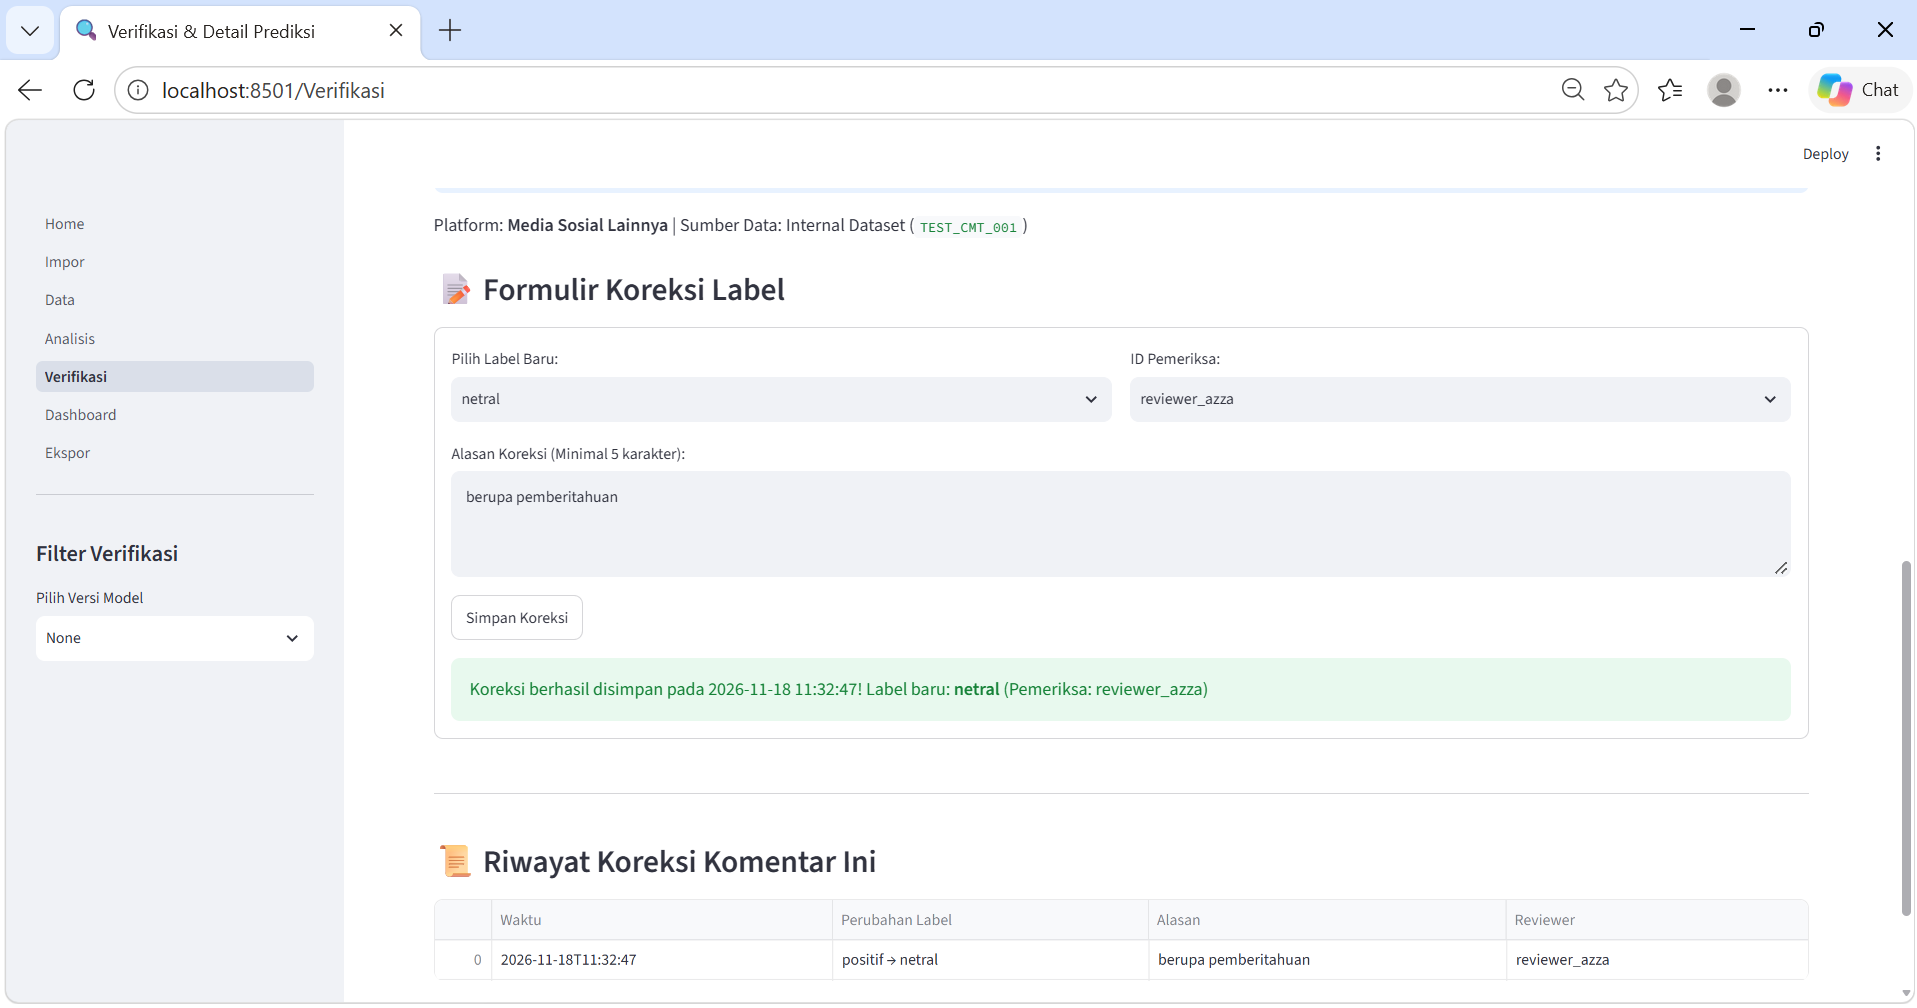 Verifikasi & Detail Prediksi
localhost:8501/Verifikasi
Chat
Deploy
Home
Impor
Data
Analisis
Verifikasi
Dashboard
Ekspor
Filter Verifikasi
Pilih Versi Model
None
Platform: Media Sosial Lainnya | Sumber Data: Internal Dataset ( TEST_CMT_001 )
Formulir Koreksi Label
Pilih Label Baru:
netral
ID Pemeriksa:
reviewer_azza
Alasan Koreksi (Minimal 5 karakter):
berupa pemberitahuan
Simpan Koreksi
Koreksi berhasil disimpan pada 2026-11-18 11:32:47! Label baru: netral (Pemeriksa: reviewer_azza)
Riwayat Koreksi Komentar Ini
Waktu Perubahan Label Alasan Reviewer
0 2026-11-18T11:32:47 positif → netral berupa pemberitahuan reviewer_azza